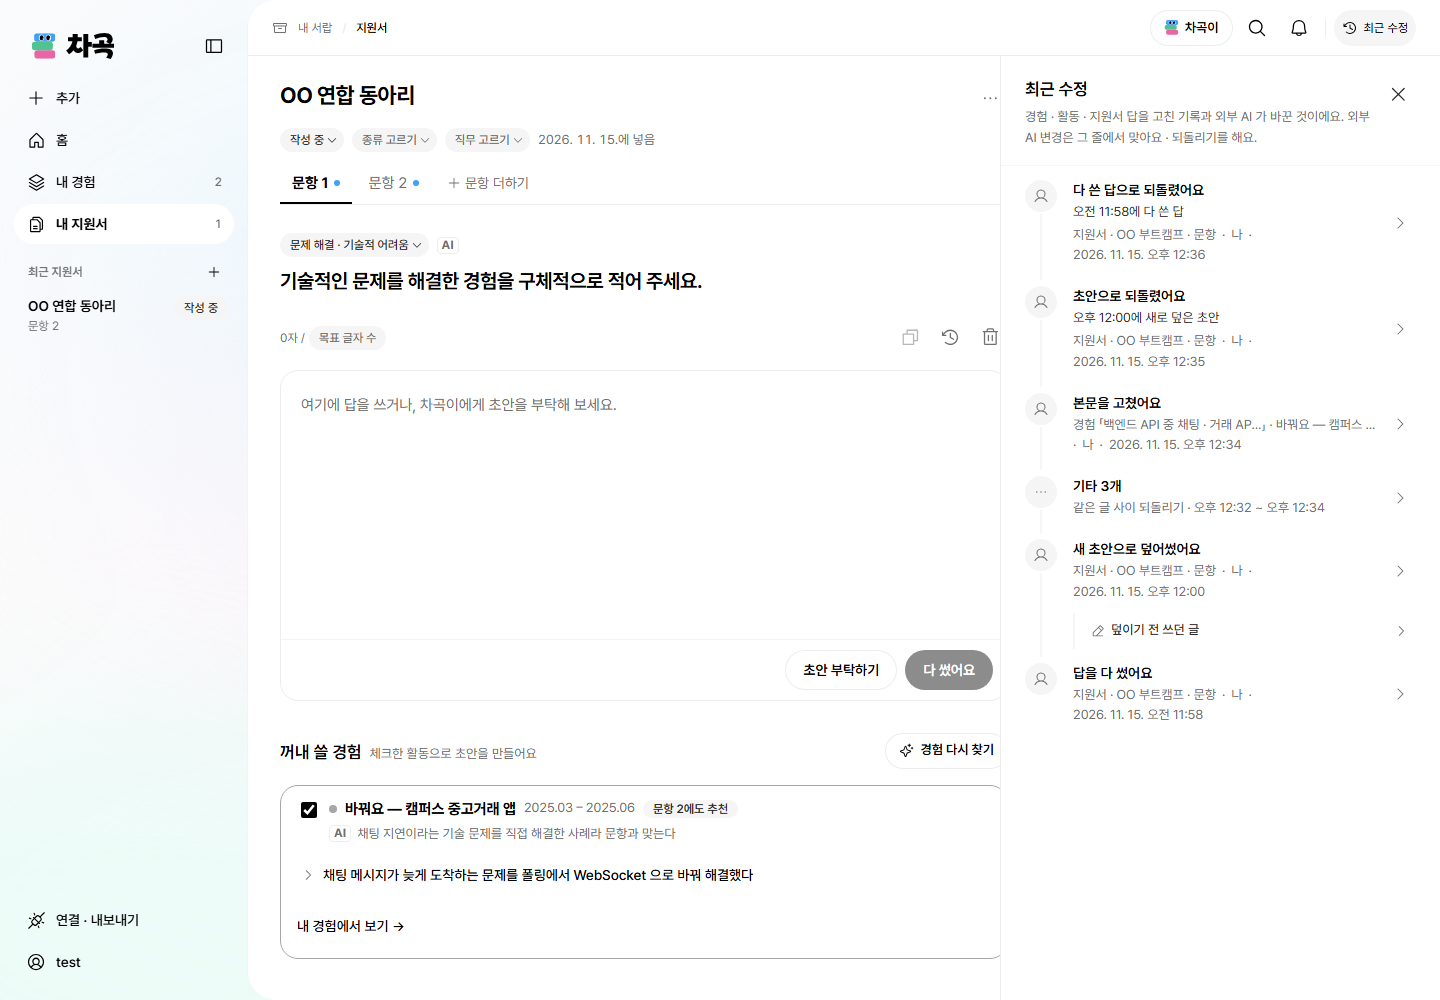 차곡
추가
홈
내 경험 2
내 지원서 1
최근 지원서
OO 연합 동아리 작성 중
문항 2
연결 · 내보내기
test
내 서랍 / 지원서
차곡이
최근 수정
OO 연합 동아리
작성 중 종류 고르기 직무 고르기 2026. 11. 15.에 넣음
문항 1 문항 2 문항 더하기
문제 해결 · 기술적 어려움 AI
기술적인 문제를 해결한 경험을 구체적으로 적어 주세요.
0자 / 목표 글자 수
여기에 답을 쓰거나, 차곡이에게 초안을 부탁해 보세요.
초안 부탁하기 다 썼어요
꺼내 쓸 경험 체크한 활동으로 초안을 만들어요 경험 다시 찾기
바꿔요 — 캠퍼스 중고거래 앱 2025.03 – 2025.06 문항 2에도 추천
AI 채팅 지연이라는 기술 문제를 직접 해결한 사례라 문항과 맞는다
채팅 메시지가 늦게 도착하는 문제를 폴링에서 WebSocket 으로 바꿔 해결했다
내 경험에서 보기 →
최근 수정
경험 · 활동 · 지원서 답을 고친 기록과 외부 AI 가 바꾼 것이에요. 외부
AI 변경은 그 줄에서 맞아요 · 되돌리기를 해요.
다 쓴 답으로 되돌렸어요
오전 11:58에 다 쓴 답
지원서 · OO 부트캠프 · 문항 · 나 ·
2026. 11. 15. 오후 12:36
초안으로 되돌렸어요
오후 12:00에 새로 덮은 초안
지원서 · OO 부트캠프 · 문항 · 나 ·
2026. 11. 15. 오후 12:35
본문을 고쳤어요
경험 「백엔드 API 중 채팅 · 거래 AP…」 · 바꿔요 — 캠퍼스 …
· 나 · 2026. 11. 15. 오후 12:34
기타 3개
같은 글 사이 되돌리기 · 오후 12:32 ~ 오후 12:34
새 초안으로 덮어썼어요
지원서 · OO 부트캠프 · 문항 · 나 ·
2026. 11. 15. 오후 12:00
덮이기 전 쓰던 글
답을 다 썼어요
지원서 · OO 부트캠프 · 문항 · 나 ·
2026. 11. 15. 오전 11:58